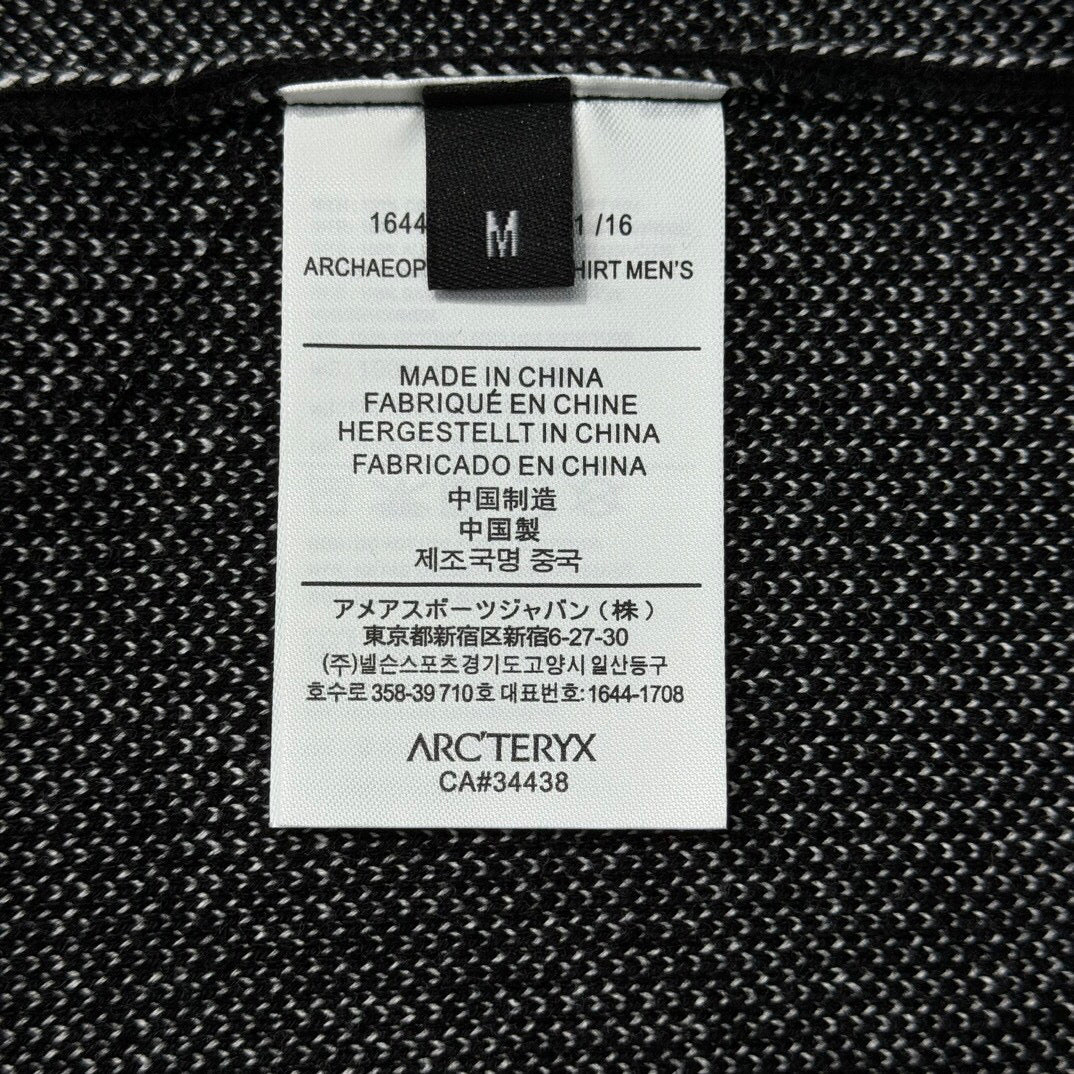 1644 M 1 /16
ARCHAEOP HIRT MEN'S
MADE IN CHINA
FABRIQUÉ EN CHINE
HERGESTELLT IN CHINA
FABRICADO EN CHINA
中国制造
中国製
제조국명 중국
アメアスポーツジャパン(株)
東京都新宿区新宿6-27-30
(주)넬슨스포츠경기도고양시 일산등구
호수로 358-39 710호 대표번호: 1644-1708
ARC'TERYX
CA#34438